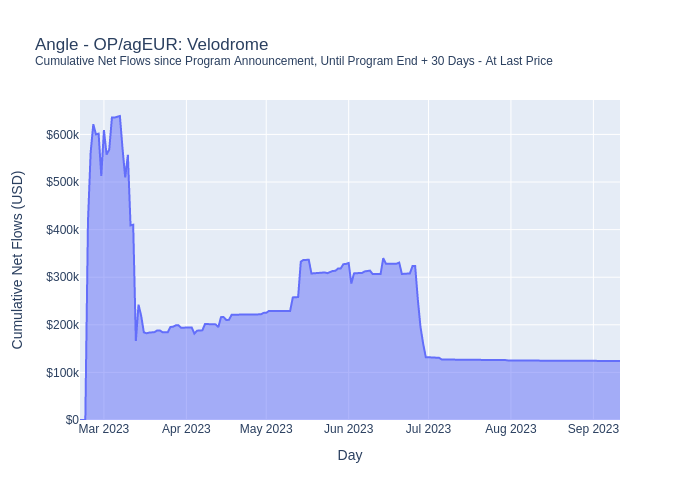 Angle - OP/agEUR: Velodrome
Cumulative Net Flows since Program Announcement, Until Program End + 30 Days - At Last Price
Cumulative Net Flows (USD)
$600k
$500k
$400k
$300k
$200k
$100k
$0
Mar 2023 Apr 2023 May 2023 Jun 2023 Jul 2023 Aug 2023 Sep 2023
Day